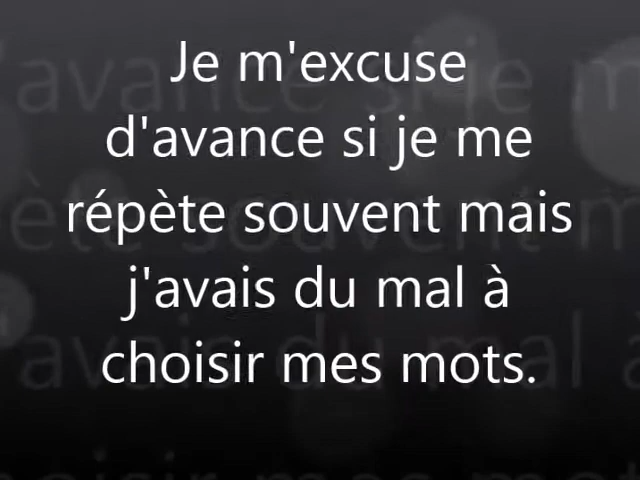 Je m'excuse
d'avance si je me
répète souvent mais
j'avais du mal à
choisir mes mots.